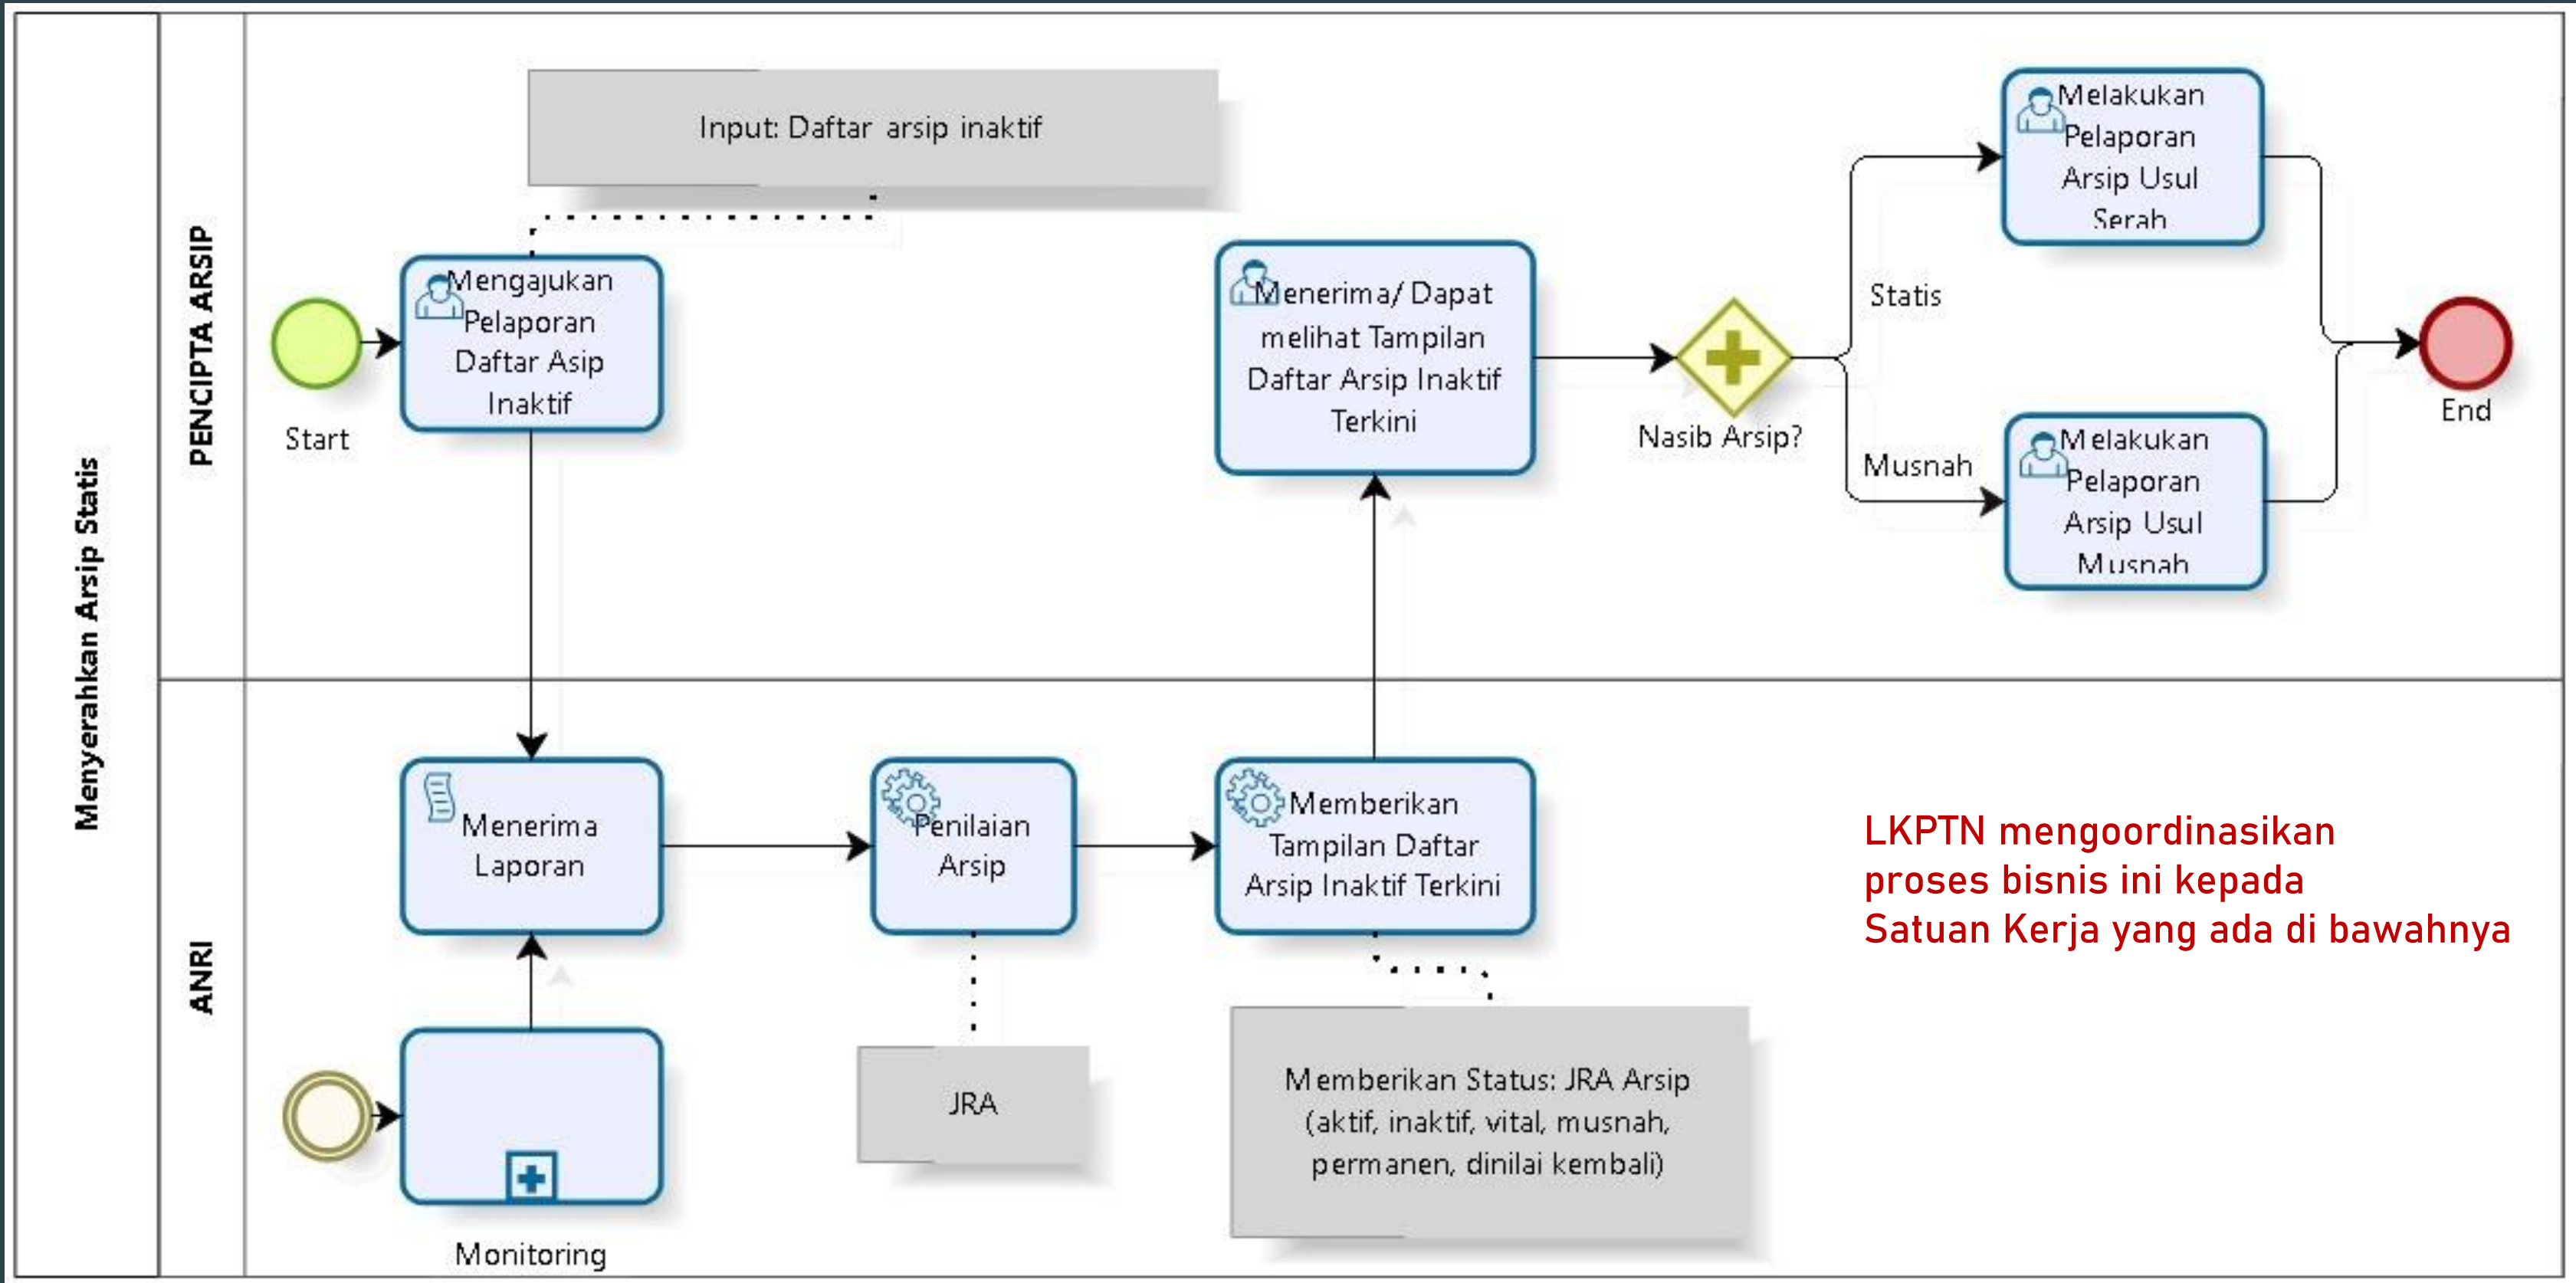 Menyerahkan Arsip Statis
PENCIPTA ARSIP
Input: Daftar arsip inaktif
Start
Mengajukan
Pelaporan
Daftar Asip
Inaktif
Menerima/ Dapat
melihat Tampilan
Daftar Arsip Inaktif
Terkini
Nasib Arsip?
Statis
Musnah
Melakukan
Pelaporan
Arsip Usul
Serah
Melakukan
Pelaporan
Arsip Usul
Musnah
End
ANRI
Menerima
Laporan
Penilaian
Arsip
Memberikan
Tampilan Daftar
Arsip Inaktif Terkini
Monitoring
JRA
Memberikan Status: JRA Arsip
(aktif, inaktif, vital, musnah,
permanen, dinilai kembali)
LKPTN mengoordinasikan
proses bisnis ini kepada
Satuan Kerja yang ada di bawahnya